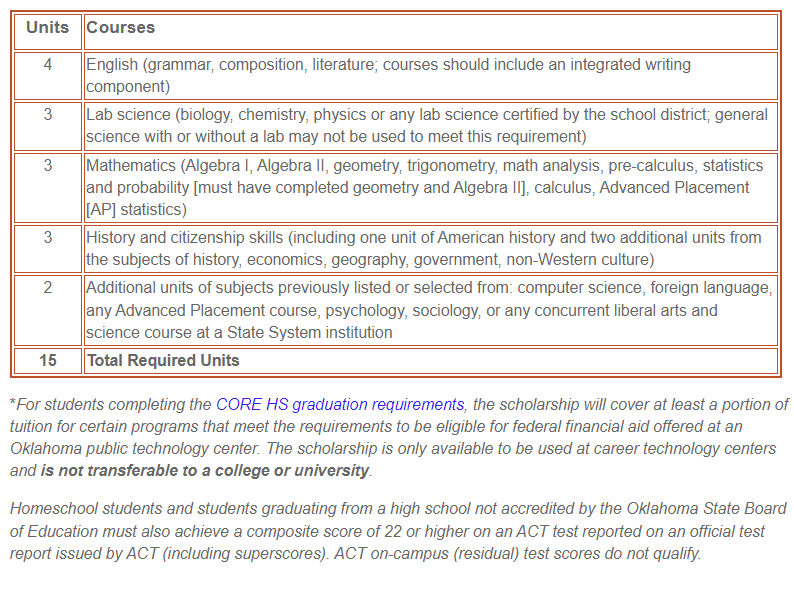 Units Courses
4 English (grammar, composition, literature; courses should include an integrated writing
component)
3 Lab science (biology, chemistry, physics or any lab science certified by the school district; general
science with or without a lab may not be used to meet this requirement)
3 Mathematics (Algebra I, Algebra II, geometry, trigonometry, math analysis, pre-calculus, statistics
and probability [must have completed geometry and Algebra II], calculus, Advanced Placement
[AP] statistics)
3 History and citizenship skills (including one unit of American history and two additional units from
the subjects of history, economics, geography, government, non-Western culture)
2 Additional units of subjects previously listed or selected from: computer science, foreign language,
any Advanced Placement course, psychology, sociology, or any concurrent liberal arts and
science course at a State System institution
15 Total Required Units
*For students completing the CORE HS graduation requirements, the scholarship will cover at least a portion of
tuition for certain programs that meet the requirements to be eligible for federal financial aid offered at an
Oklahoma public technology center. The scholarship is only available to be used at career technology centers
and is not transferable to a college or university.
Homeschool students and students graduating from a high school not accredited by the Oklahoma State Board
of Education must also achieve a composite score of 22 or higher on an ACT test reported on an official test
report issued by ACT (including superscores). ACT on-campus (residual) test scores do not qualify.